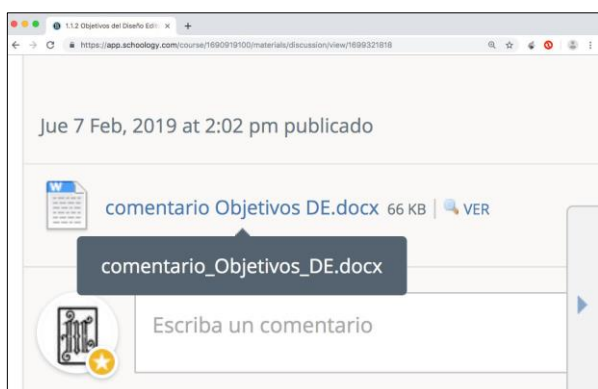 1.1.2 Objetivos del Diseño Edit
https://app.schoology.com/course/1690919100/materials/discussion/view/1699321818
Jue 7 Feb, 2019 at 2:02 pm publicado
comentario Objetivos DE.docx 66 KB | VER
comentario_Objetivos_DE.docx
Escriba un comentario